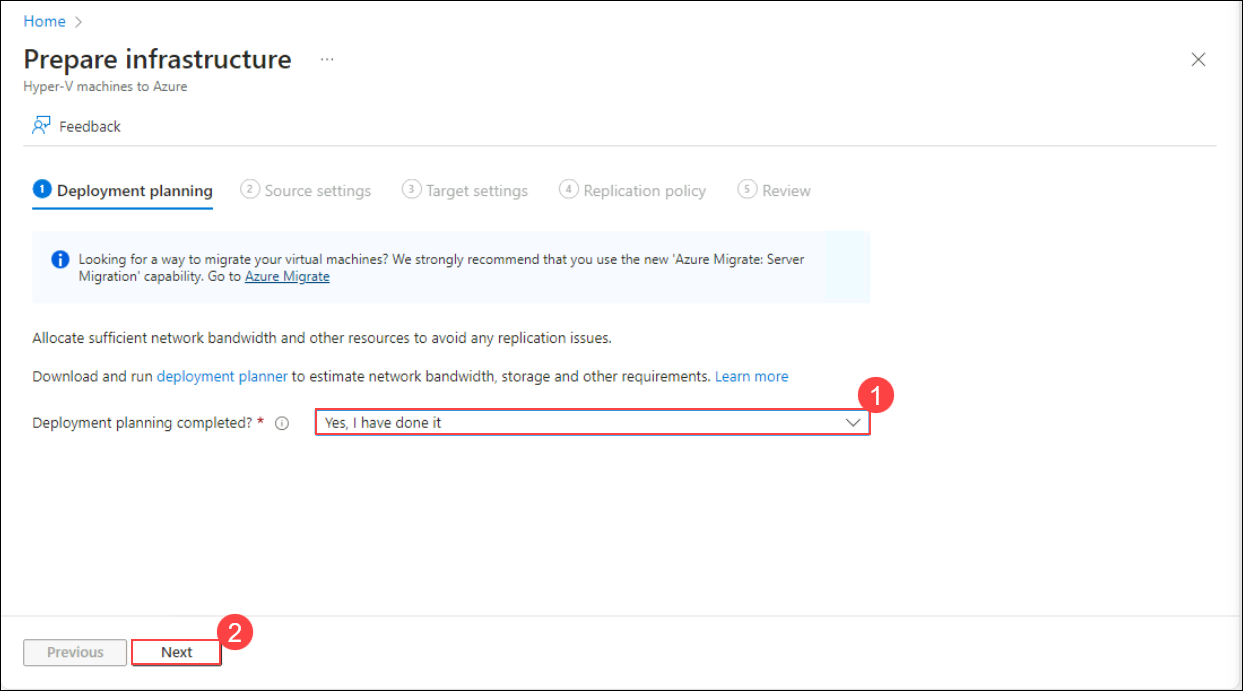 Home
Prepare infrastructure ...
Hyper-V machines to Azure
Feedback
1 Deployment planning 2 Source settings 3 Target settings 4 Replication policy 5 Review
Looking for a way to migrate your virtual machines? We strongly recommend that you use the new 'Azure Migrate: Server
Migration' capability. Go to Azure Migrate
Allocate sufficient network bandwidth and other resources to avoid any replication issues.
Download and run deployment planner to estimate network bandwidth, storage and other requirements. Learn more
1
Deployment planning completed? * Yes, I have done it
2
Previous Next